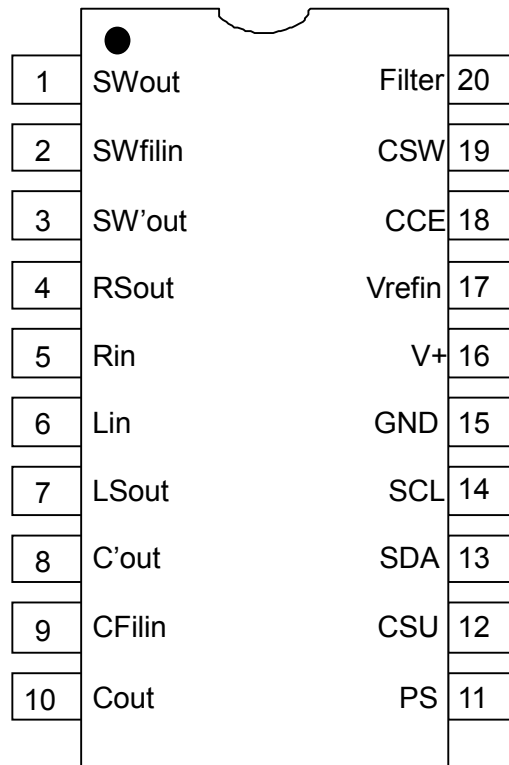 1 SWout Filter 20
2 SWfilin CSW 19
3 SW’out CCE 18
4 RSout Vrefin 17
5 Rin V+ 16
6 Lin GND 15
7 LSout SCL 14
8 C’out SDA 13
9 CFilin CSU 12
10 Cout PS 11